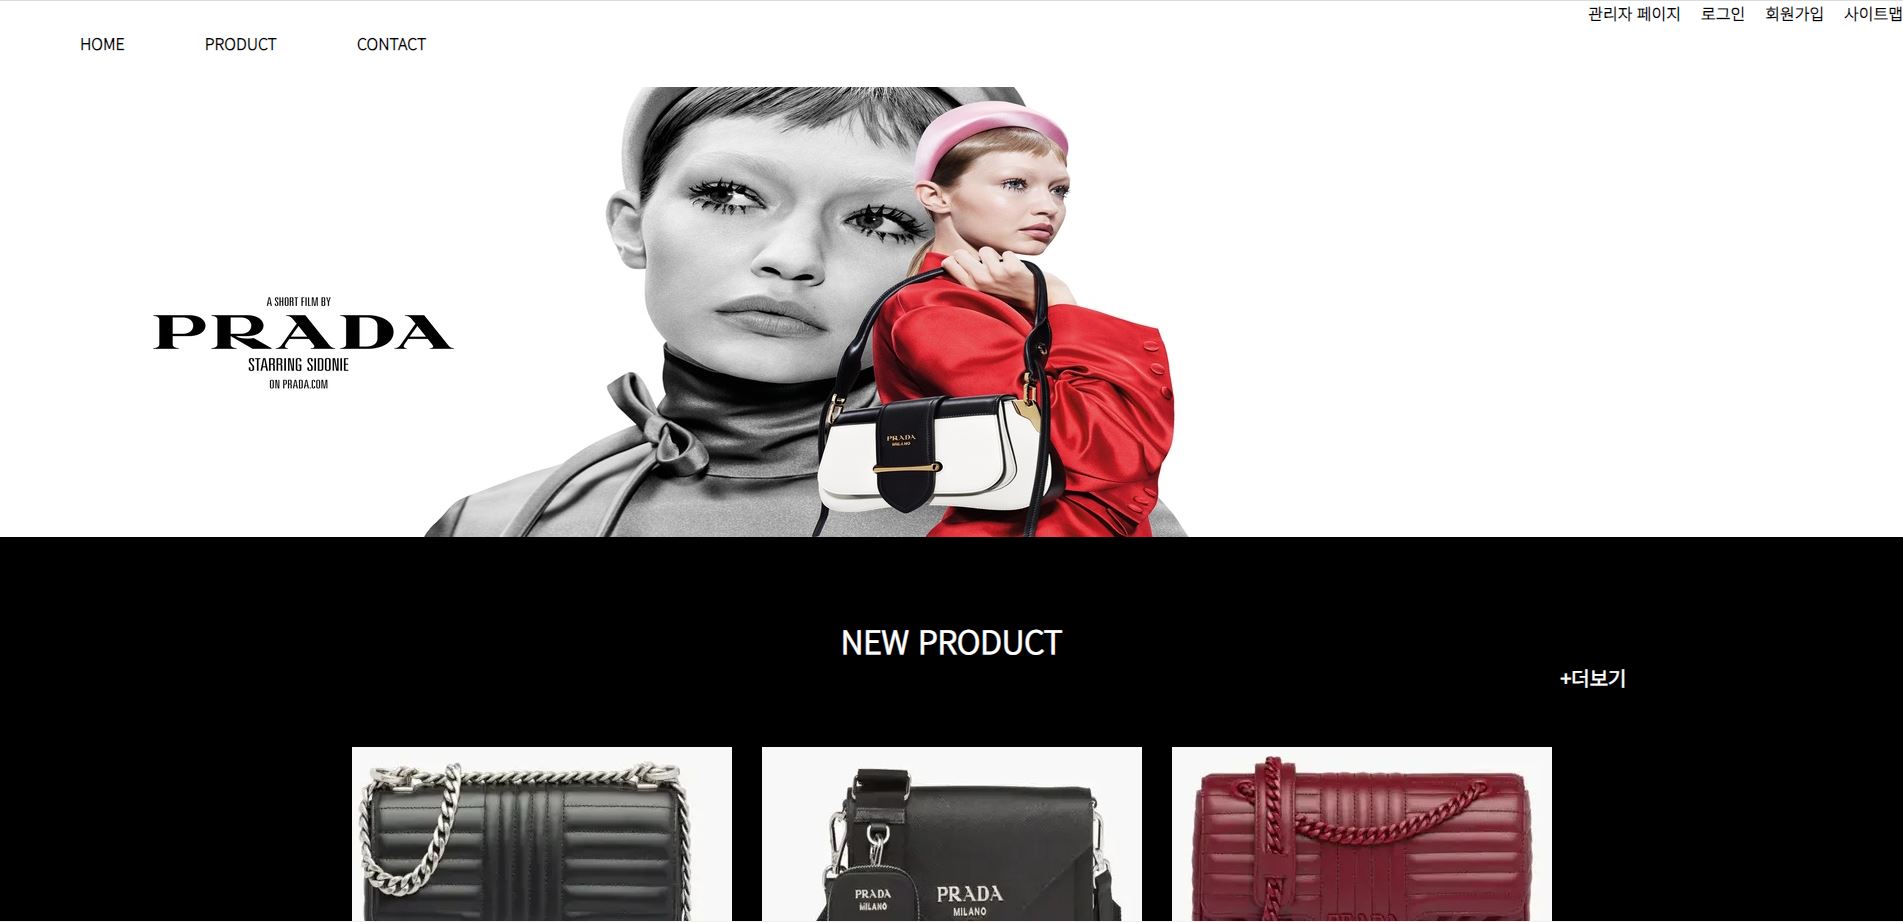 관리자 페이지 로그인 회원가입 사이트맵
HOME PRODUCT CONTACT
A SHORT FILM BY
PRADA
STARRING SIDONIE
ON PRADA.COM
PRADA
MILANO
NEW PRODUCT
+더보기
PRADA
MILANO
PRADA
MILANO
PRADA